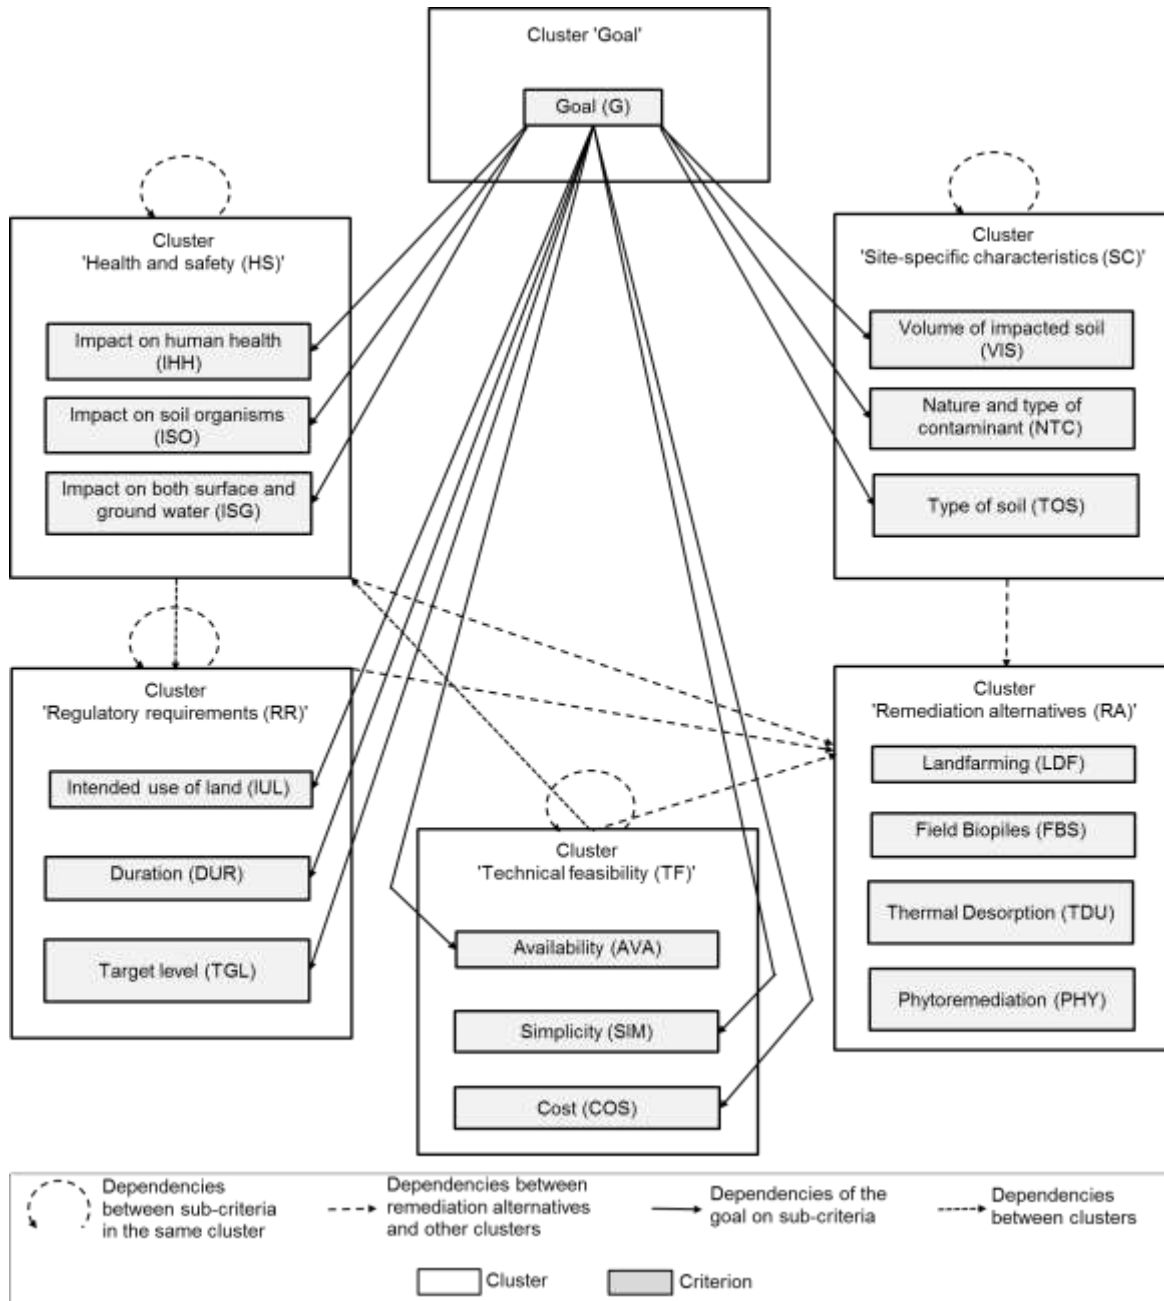 Cluster 'Goal'
Goal (G)
Cluster
'Health and safety (HS)'
Impact on human health
(IHH)
Impact on soil organisms
(ISO)
Impact on both surface and
ground water (ISG)
Cluster
'Site-specific characteristics (SC)'
Volume of impacted soil
(VIS)
Nature and type of
contaminant (NTC)
Type of soil (TOS)
Cluster
'Regulatory requirements (RR)'
Intended use of land (IUL)
Duration (DUR)
Target level (TGL)
Cluster
'Technical feasibility (TF)'
Availability (AVA)
Simplicity (SIM)
Cost (COS)
Cluster
'Remediation alternatives (RA)'
Landfarming (LDF)
Field Biopiles (FBS)
Thermal Desorption (TDU)
Phytoremediation (PHY)
Dependencies
between sub-criteria
in the same cluster
Dependencies between
remediation alternatives
and other clusters
Dependencies of the
goal on sub-criteria
Dependencies
between clusters
Cluster
Criterion